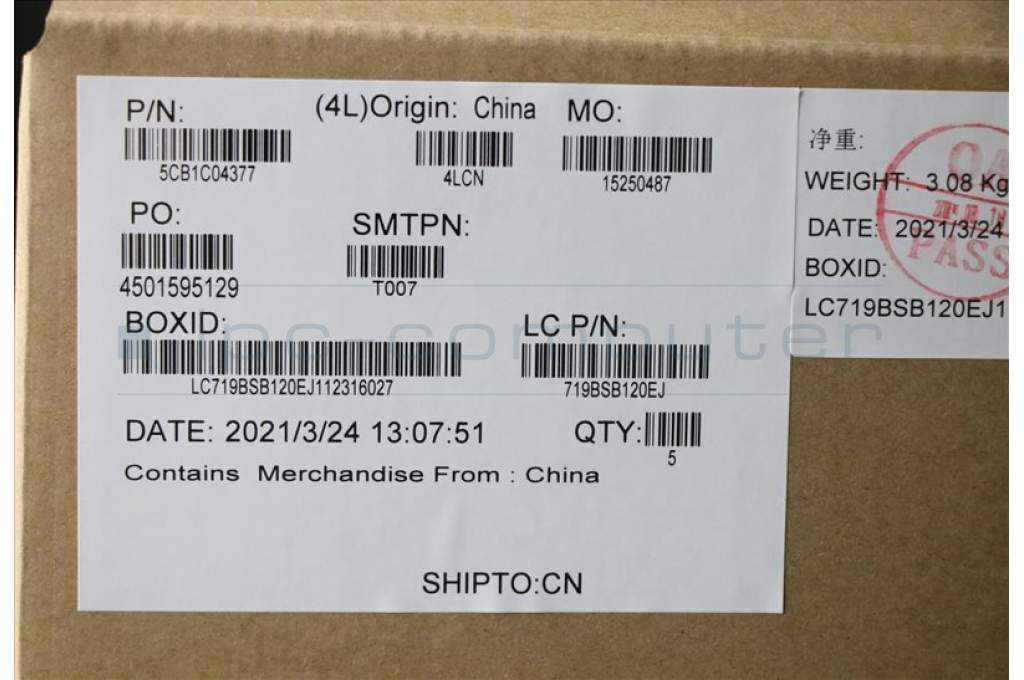 P/N:
5CB1C04377
(4L)Origin: China
4LCN
MO:
15250487
PO:
4501595129
SMTPN:
T007
BOXID:
LC719BSB120EJ112316027
LC P/N:
719BSB120EJ
DATE: 2021/3/24 13:07:51
QTY:
5
Contains Merchandise From : China
SHIPTO:CN
净重:
WEIGHT: 3.08 Kg
DATE: 2021/3/24
BOXID:
LC719BSB120EJ1
PASS
ipc-computer